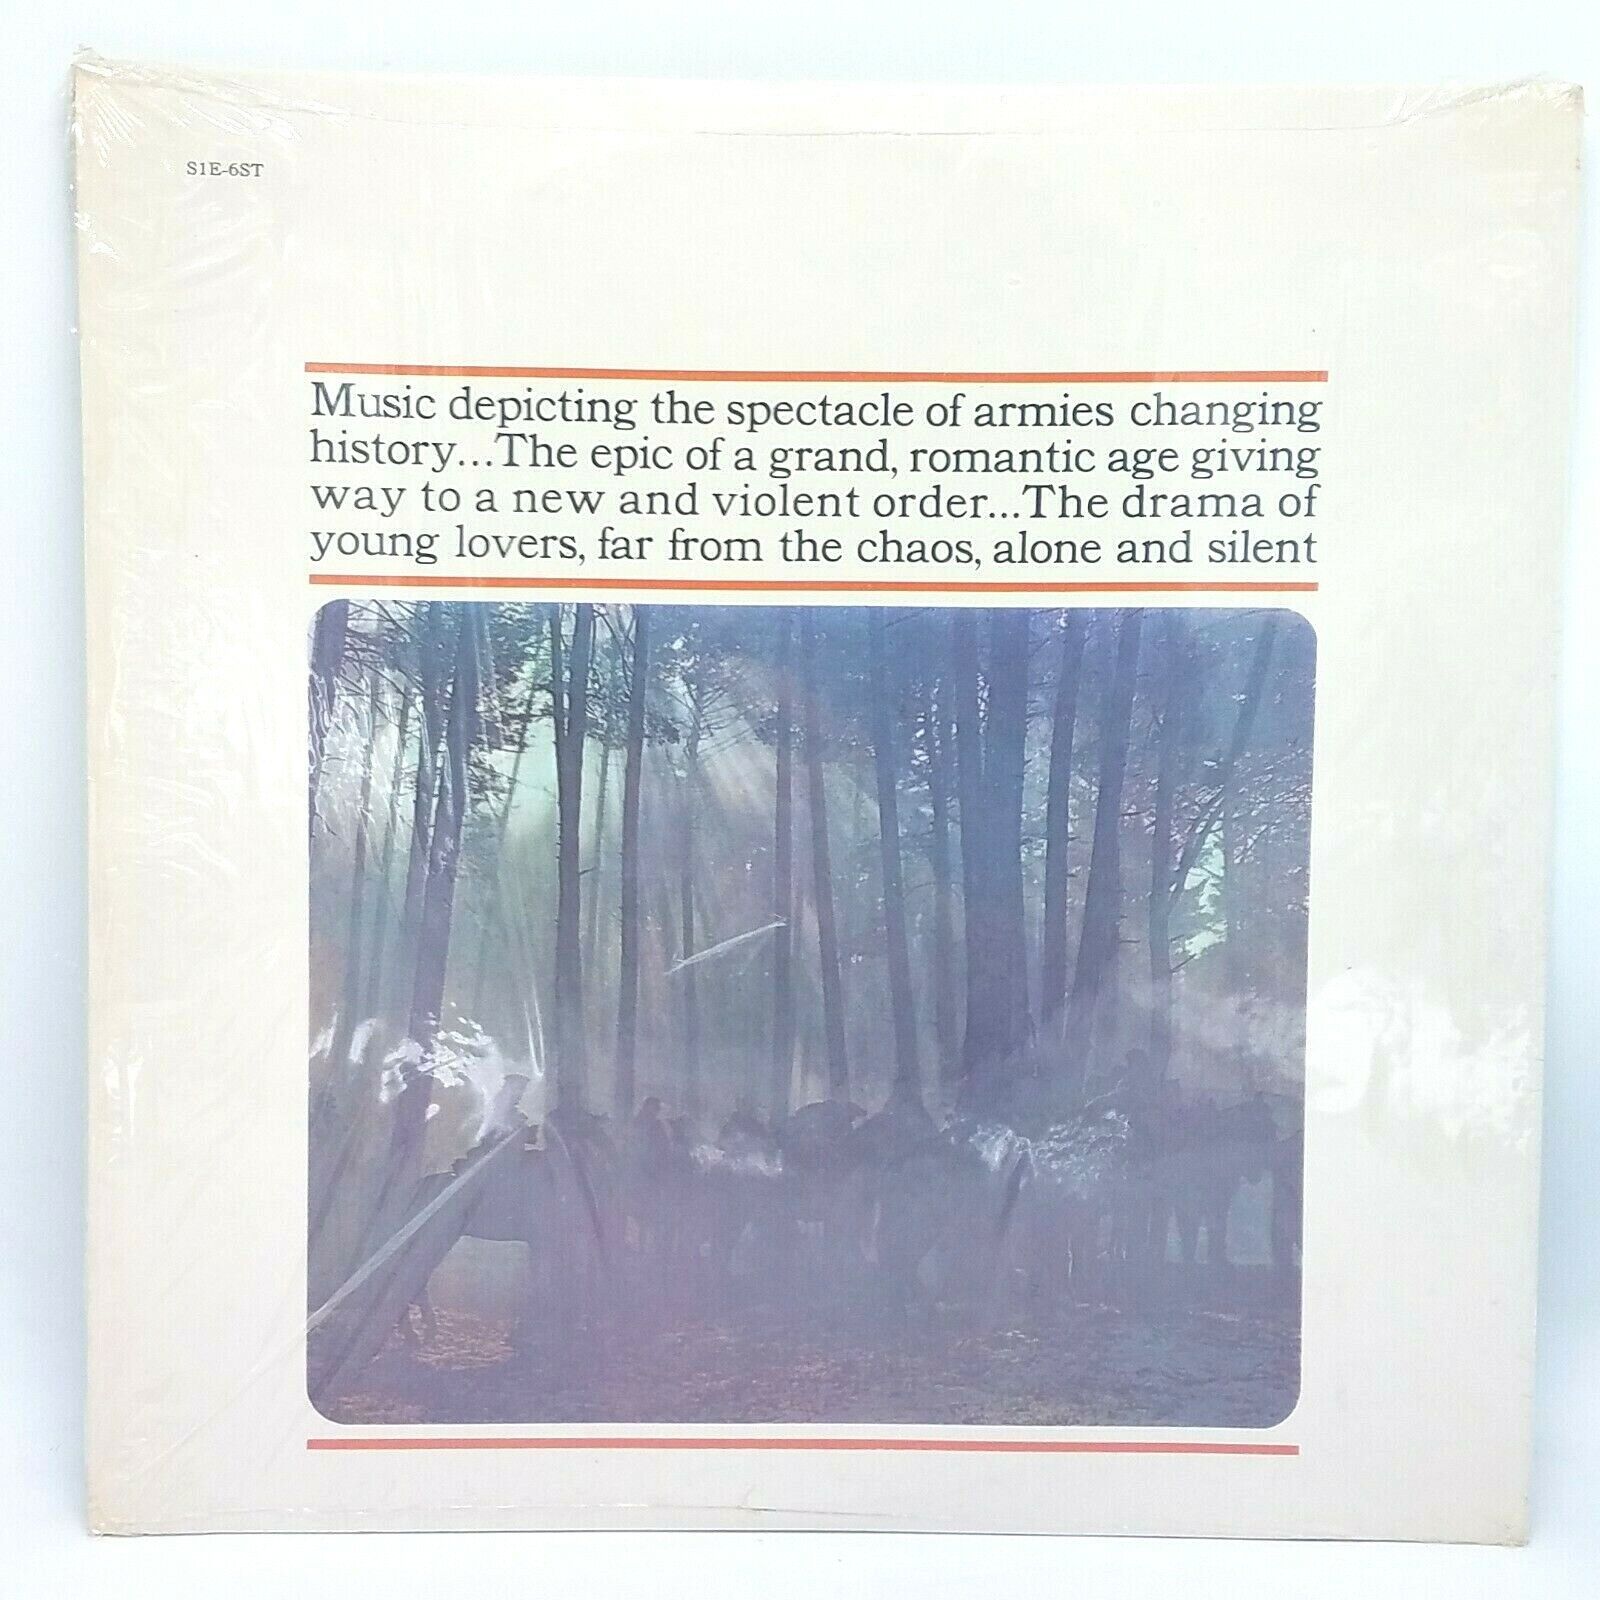 S1E-6ST
Music depicting the spectacle of armies changing
history...The epic of a grand, romantic age giving
way to a new and violent order...The drama of
young lovers, far from the chaos, alone and silent